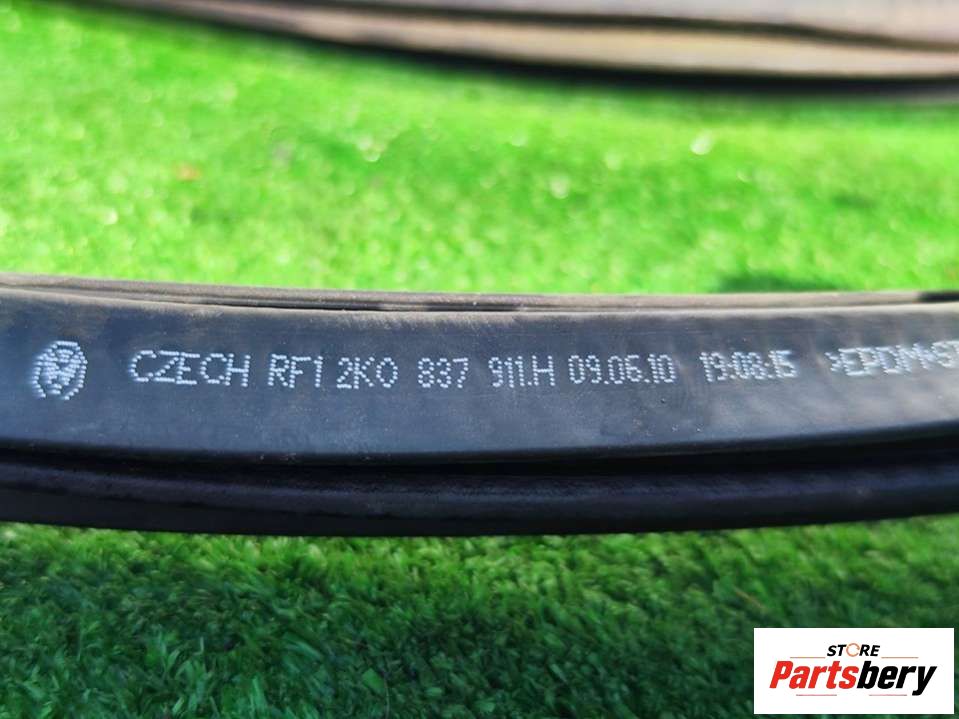 CZECH RF1 2K0 837 911.H 09.06.10 19:08:15 >EPDM+S
STORE
Partsbery